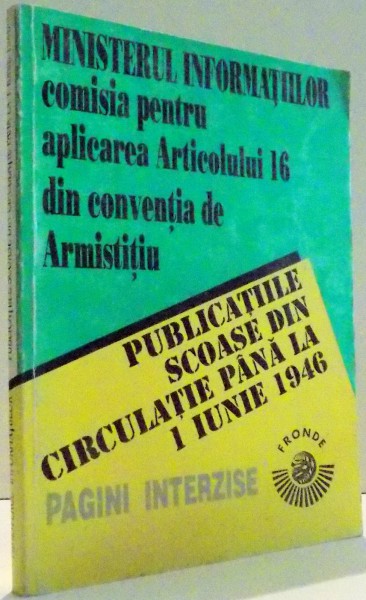 MINISTERUL INFORMAȚIILOR
comisia pentru
aplicarea Articolului 16
din convenția de
Armistițiu
PUBLICAȚIILE
SCOASE DIN
CIRCULAȚIE PÂNĂ LA
1 IUNIE 1946
FRONDE
PAGINI INTERZISE